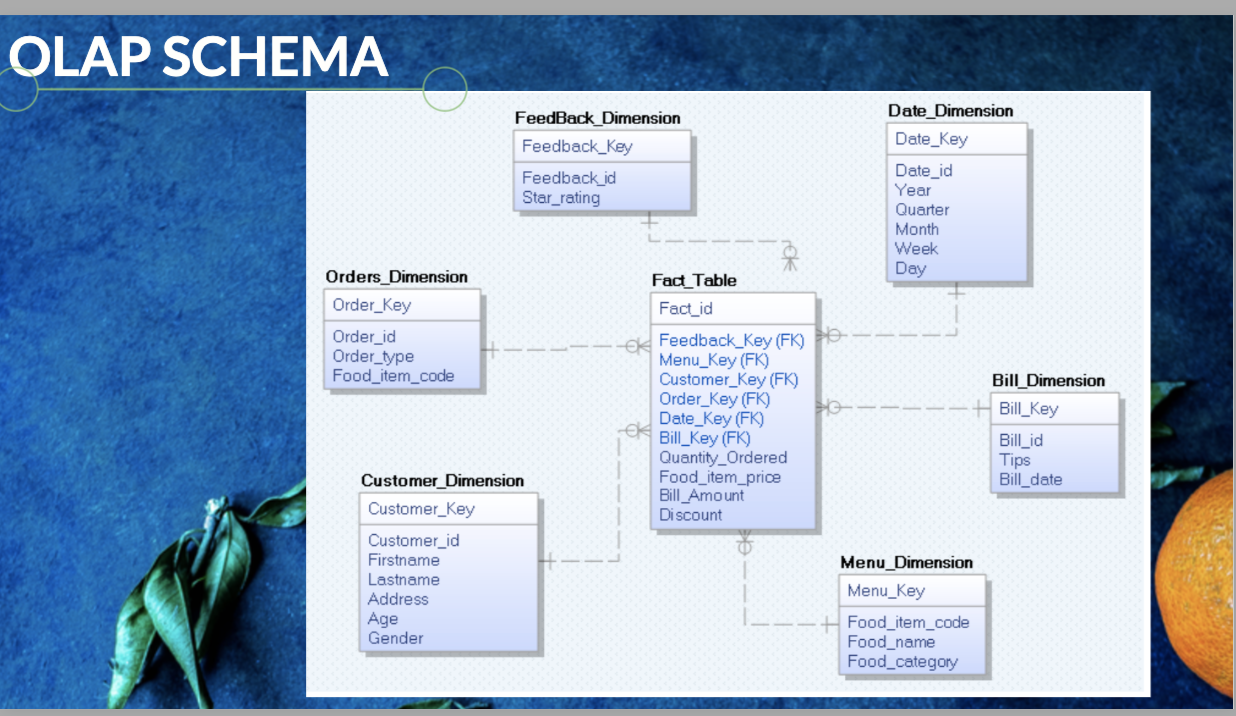 OLAP SCHEMA
FeedBack_Dimension
Feedback_Key
Feedback_id
Star_rating
Date_Dimension
Date_Key
Date_id
Year
Quarter
Month
Week
Day
Orders_Dimension
Order_Key
Order_id
Order_type
Food_item_code
Fact_Table
Fact_id
Feedback_Key (FK)
Menu_Key (FK)
Customer_Key (FK)
Order_Key (FK)
Date_Key (FK)
Bill_Key (FK)
Quantity_Ordered
Food_item_price
Bill_Amount
Discount
Bill_Dimension
Bill_Key
Bill_id
Tips
Bill_date
Customer_Dimension
Customer_Key
Customer_id
Firstname
Lastname
Address
Age
Gender
Menu_Dimension
Menu_Key
Food_item_code
Food_name
Food_category